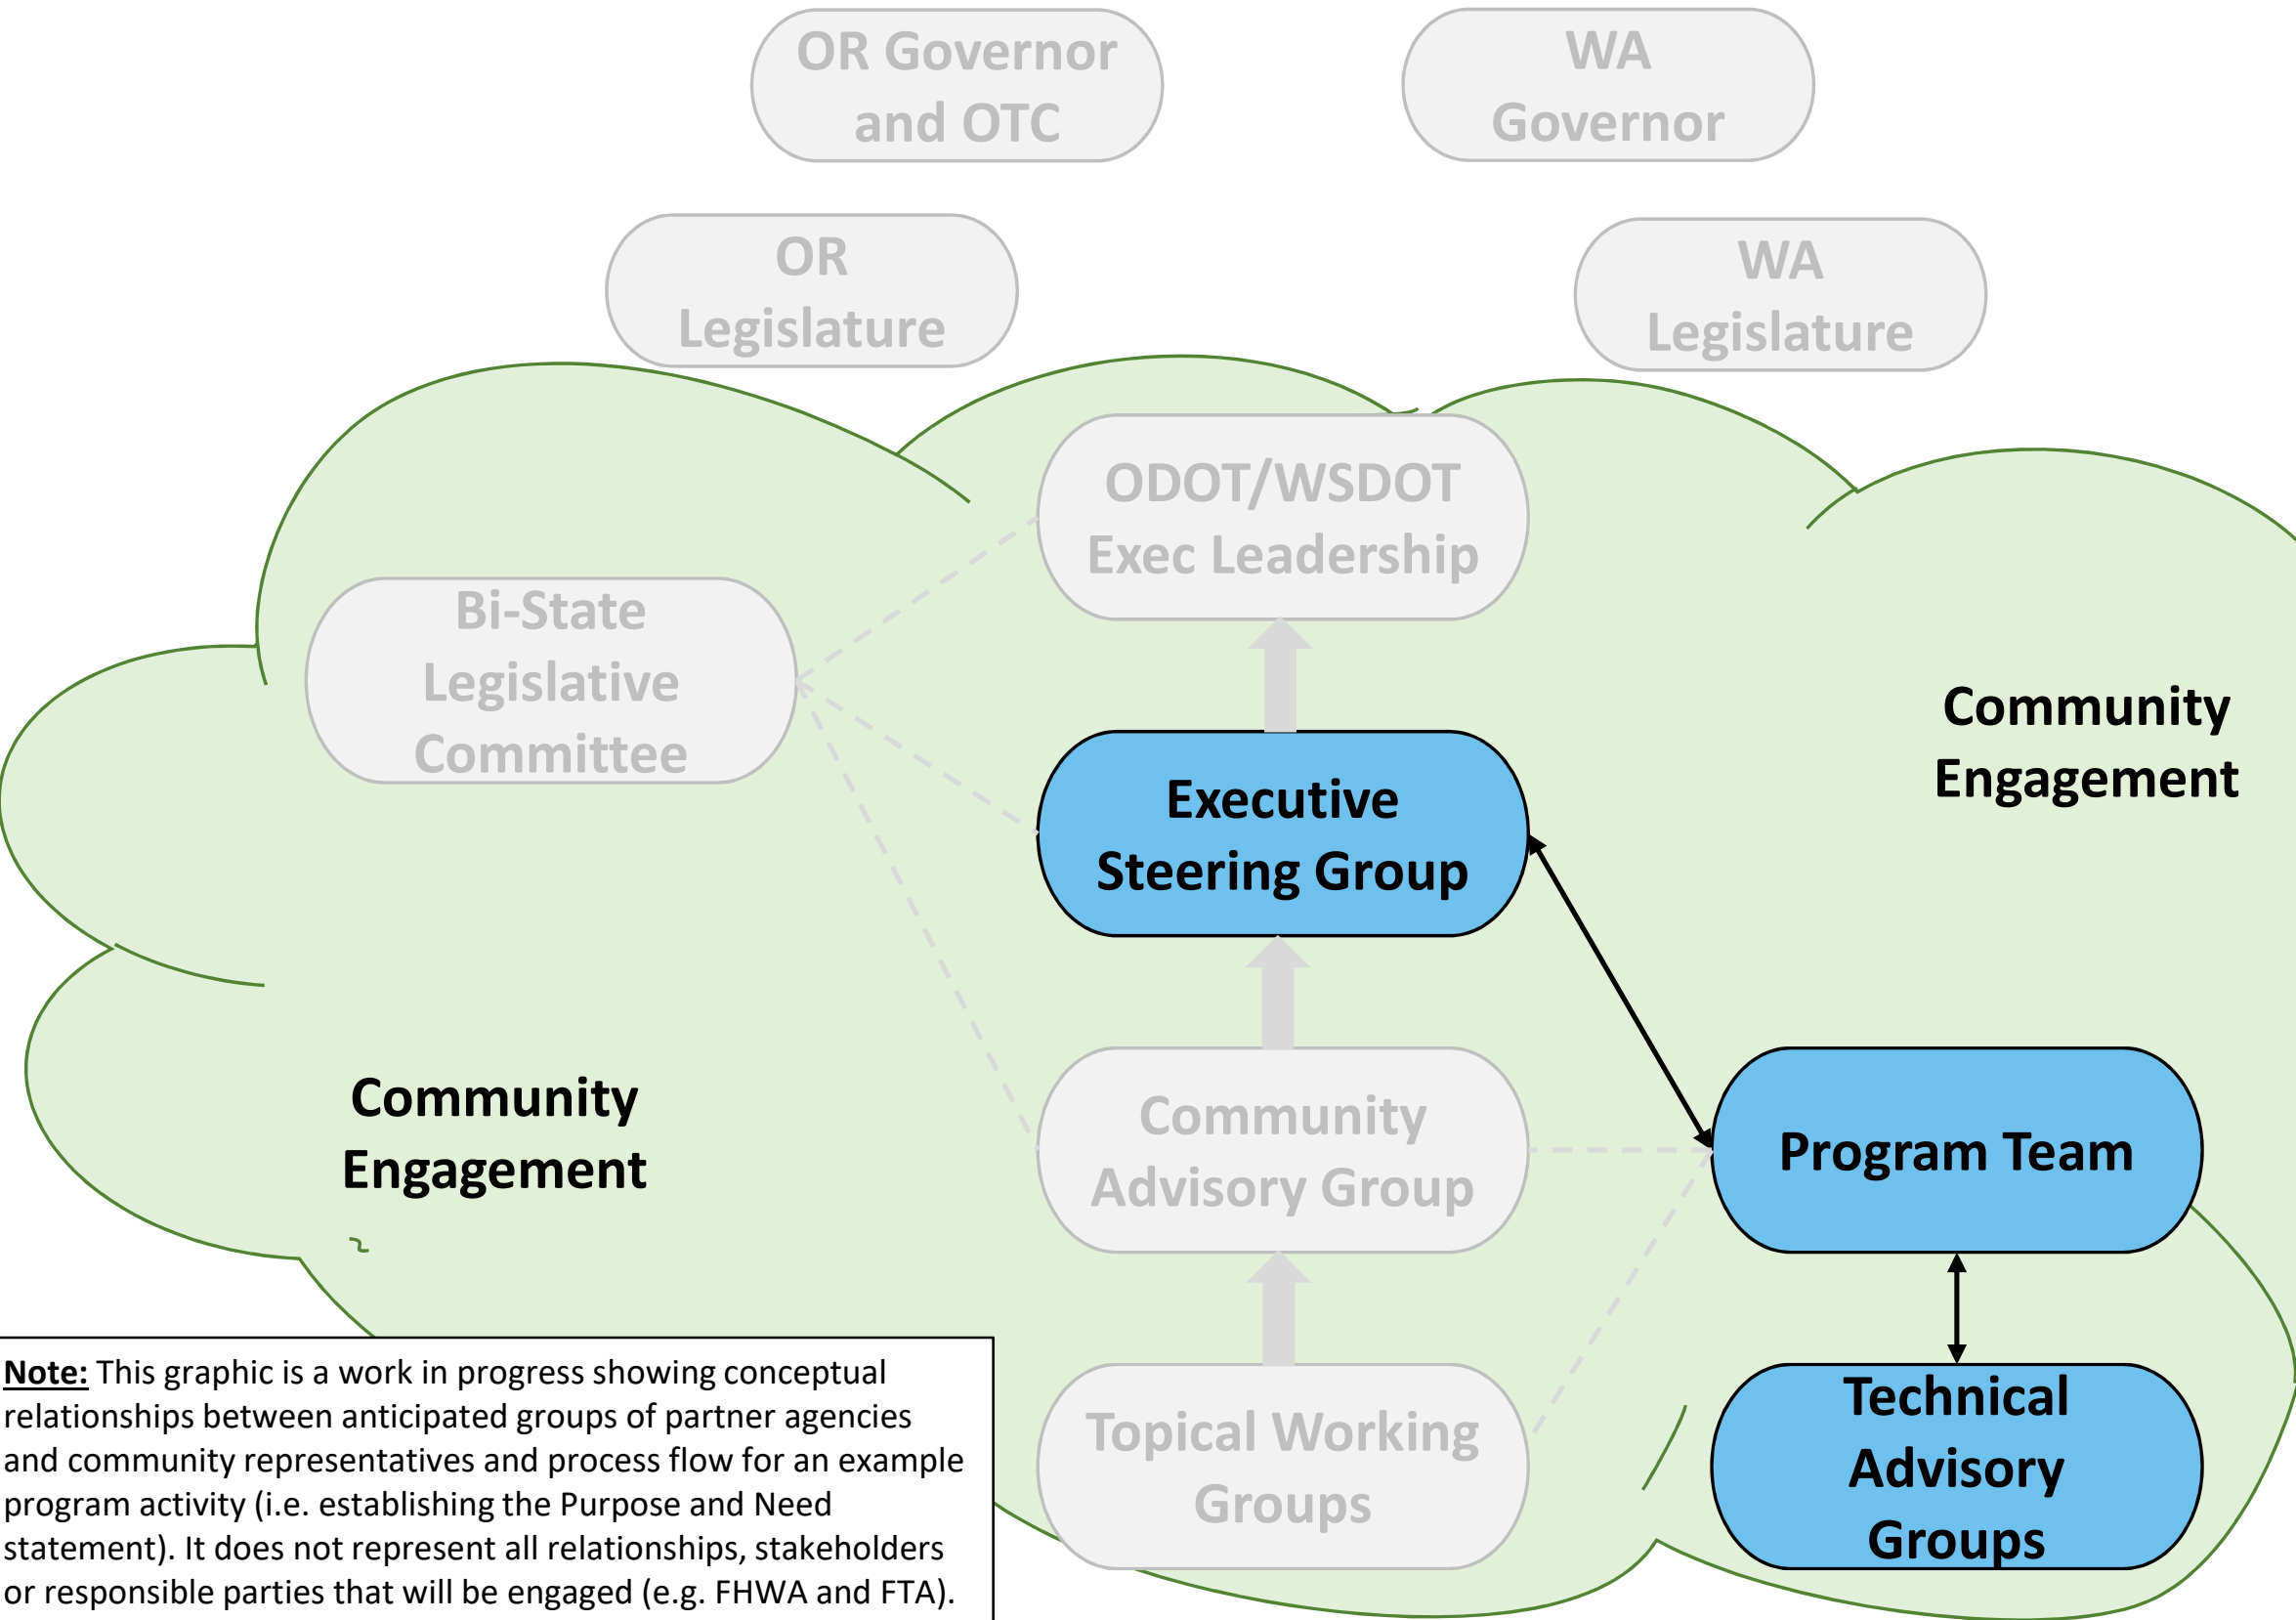 OR Governor
and OTC
WA
Governor
OR
Legislature
WA
Legislature
ODOT/WSDOT
Exec Leadership
Bi-State
Legislative
Committee
Community
Engagement
Executive
Steering Group
Community
Engagement
Community
Advisory Group
Program Team
Topical Working
Groups
Technical
Advisory
Groups
Note: This graphic is a work in progress showing conceptual
relationships between anticipated groups of partner agencies
and community representatives and process flow for an example
program activity (i.e. establishing the Purpose and Need
statement). It does not represent all relationships, stakeholders
or responsible parties that will be engaged (e.g. FHWA and FTA).